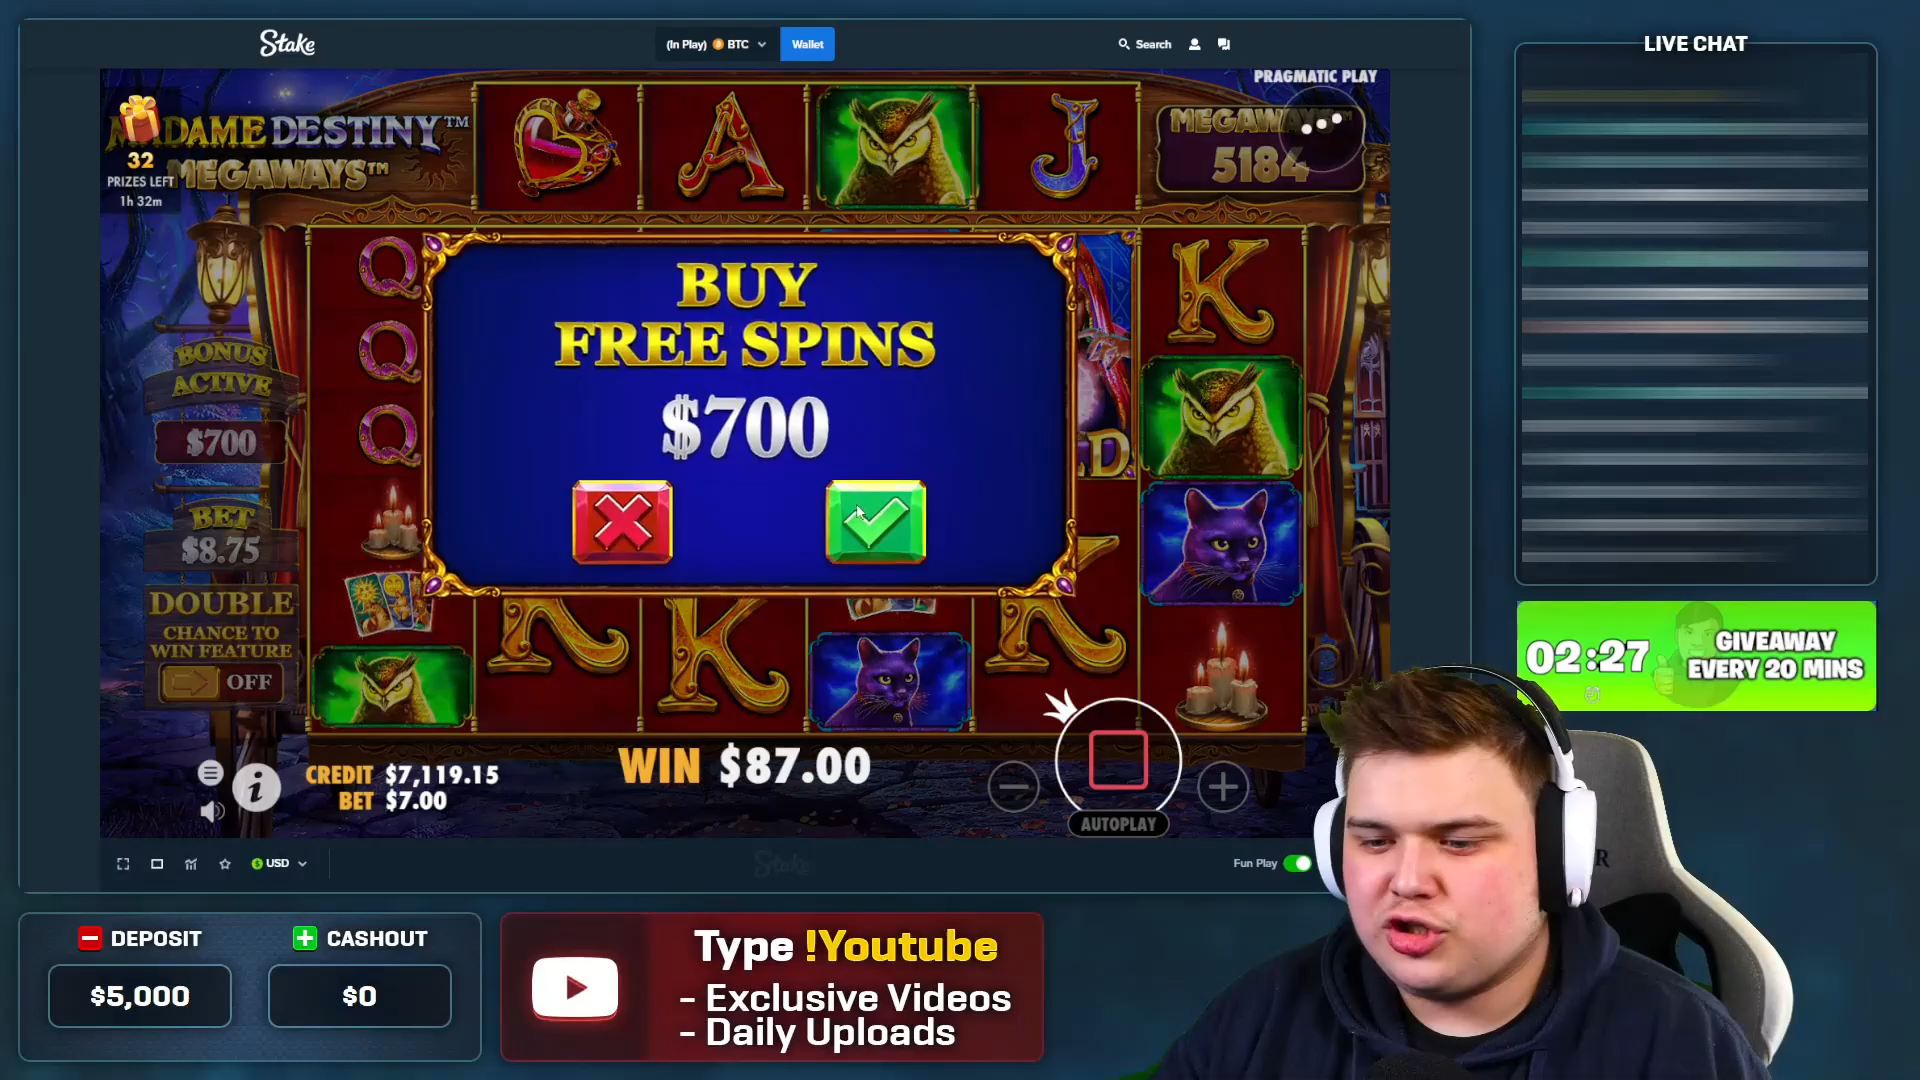 Stake
(In Play) BTC
Wallet
Search
LIVE CHAT
PRAGMATIC PLAY
MADAME DESTINY™
MEGAWAYS™
32
PRIZES LEFT
1h 32m
A
J
MEGAWAYS
5184
Q
Q
Q
K
BUY
FREE SPINS
$700
BONUS
ACTIVE
$700
BET
$8.75
DOUBLE
CHANCE TO
WIN FEATURE
OFF
K
WIN $87.00
CREDIT $7,119.15
BET $7.00
AUTOPLAY
USD
Stake
Fun Play
02:27
GIVEAWAY
EVERY 20 MINS
DEPOSIT
$5,000
CASHOUT
$0
Type !Youtube
- Exclusive Videos
- Daily Uploads